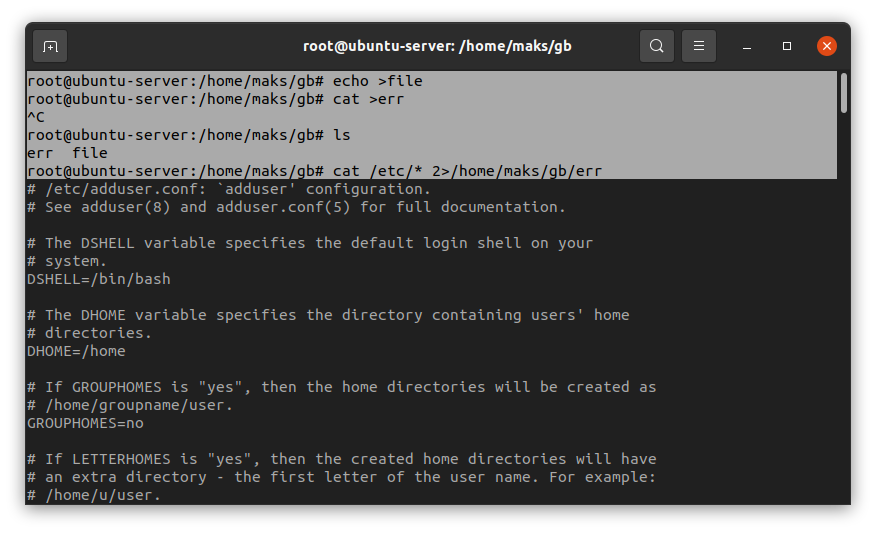 root@ubuntu-server: /home/maks/gb
root@ubuntu-server:/home/maks/gb# echo >file
root@ubuntu-server:/home/maks/gb# cat >err
^C
root@ubuntu-server:/home/maks/gb# ls
err  file
root@ubuntu-server:/home/maks/gb# cat /etc/* 2>/home/maks/gb/err
# /etc/adduser.conf: `adduser' configuration.
# See adduser(8) and adduser.conf(5) for full documentation.

# The DSHELL variable specifies the default login shell on your
# system.
DSHELL=/bin/bash

# The DHOME variable specifies the directory containing users' home
# directories.
DHOME=/home

# If GROUPHOMES is "yes", then the home directories will be created as
# /home/groupname/user.
GROUPHOMES=no

# If LETTERHOMES is "yes", then the created home directories will have
# an extra directory - the first letter of the user name. For example:
# /home/u/user.